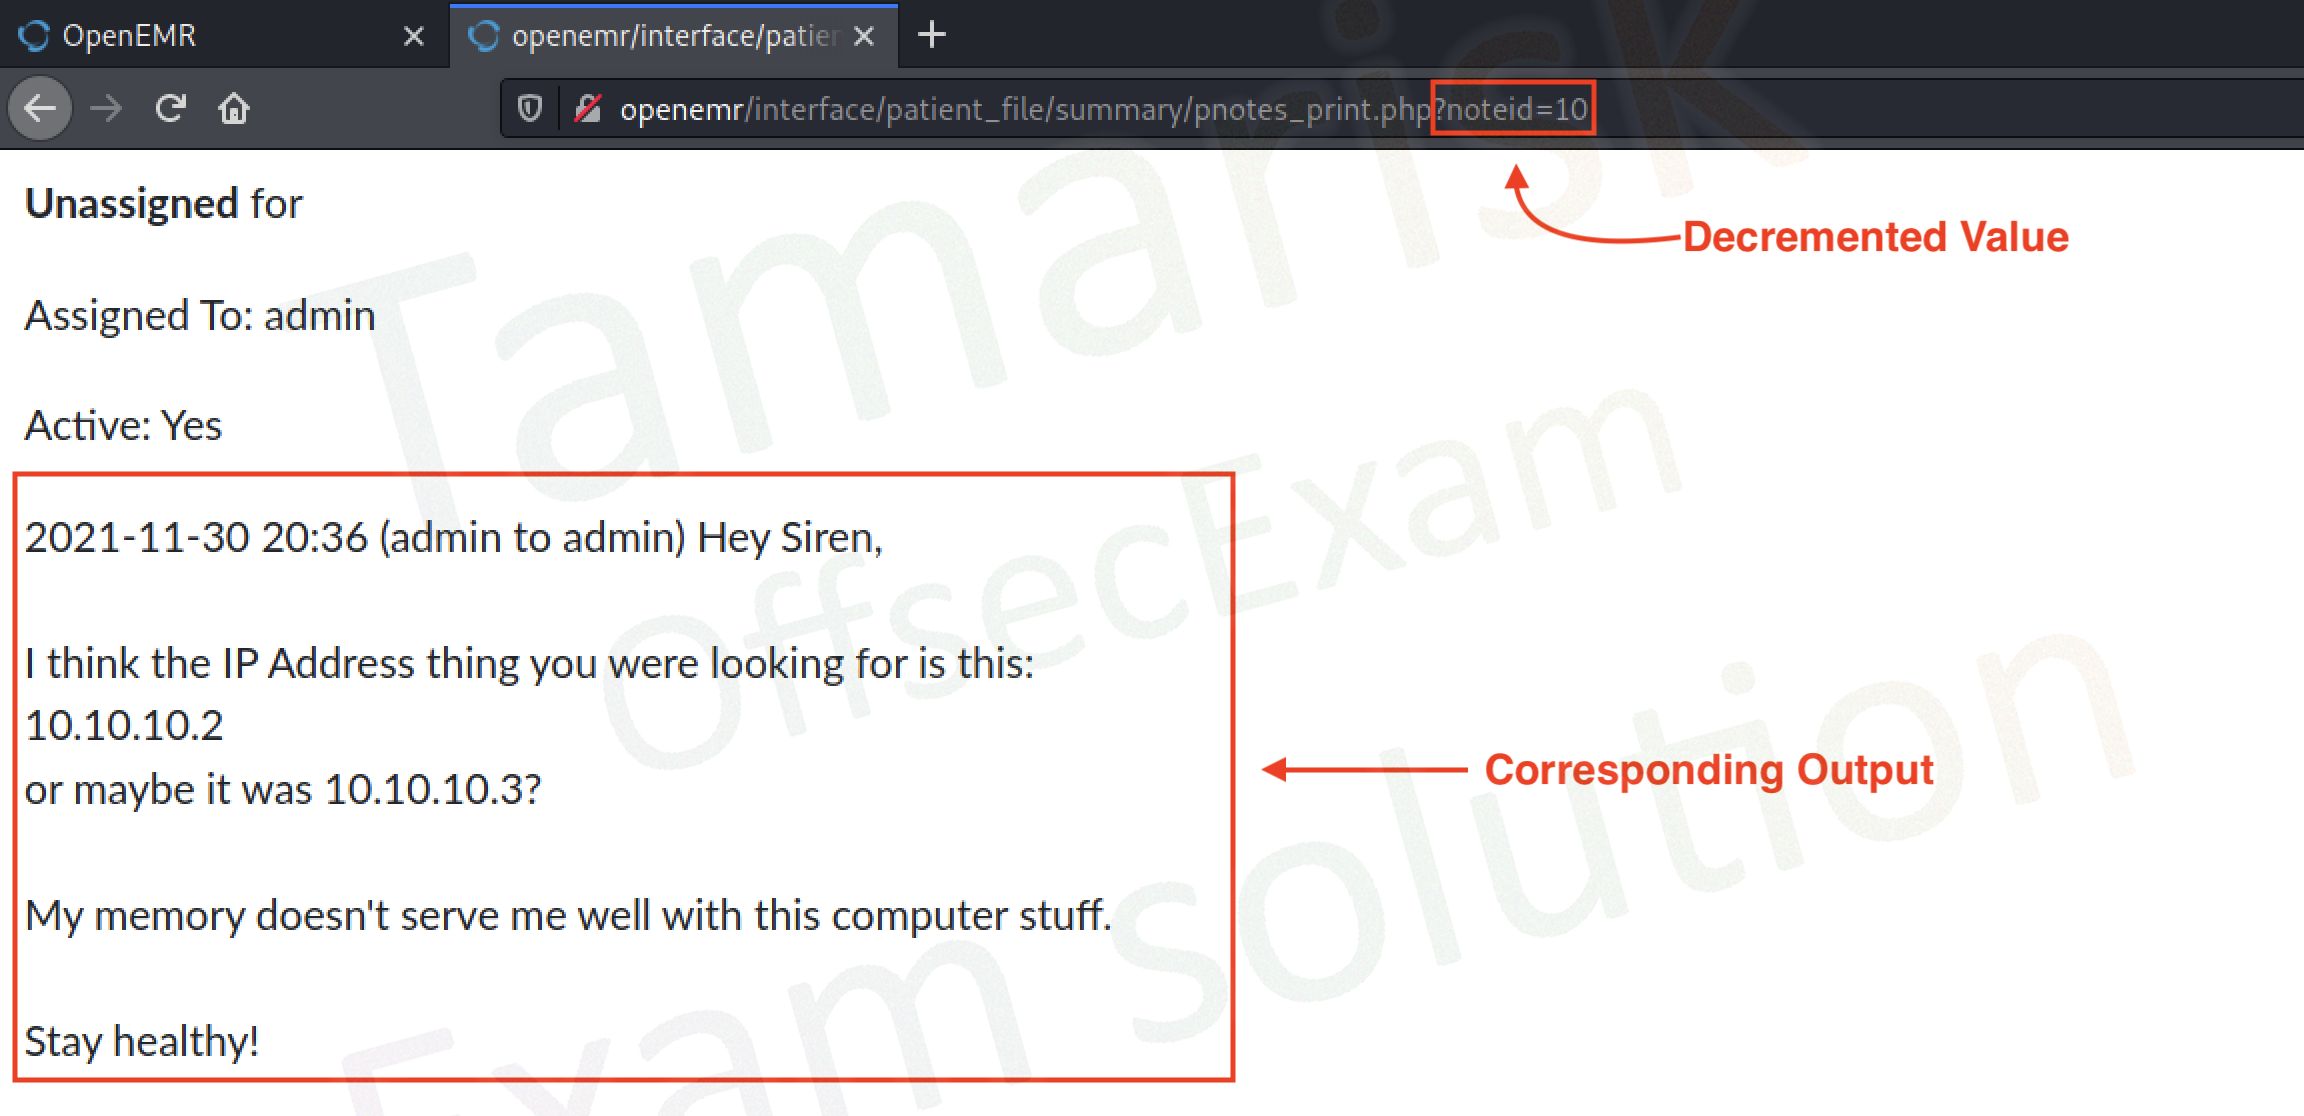 OpenEMR
openemr/interface/patier
openemr/interface/patient_file/summary/pnotes_print.php?noteid=10
Decremented Value
Unassigned for
Assigned To: admin
Active: Yes
2021-11-30 20:36 (admin to admin) Hey Siren,
I think the IP Address thing you were looking for is this:
10.10.10.2
or maybe it was 10.10.10.3?
My memory doesn't serve me well with this computer stuff.
Stay healthy!
Corresponding Output
Tamarisk
OffsecExam
Exam solution